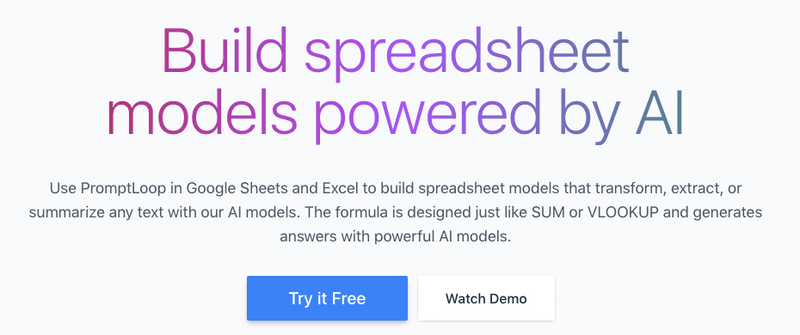 Build spreadsheet
models powered by AI
Use PromptLoop in Google Sheets and Excel to build spreadsheet models that transform, extract, or
summarize any text with our AI models. The formula is designed just like SUM or VLOOKUP and generates
answers with powerful AI models.
Try it Free
Watch Demo